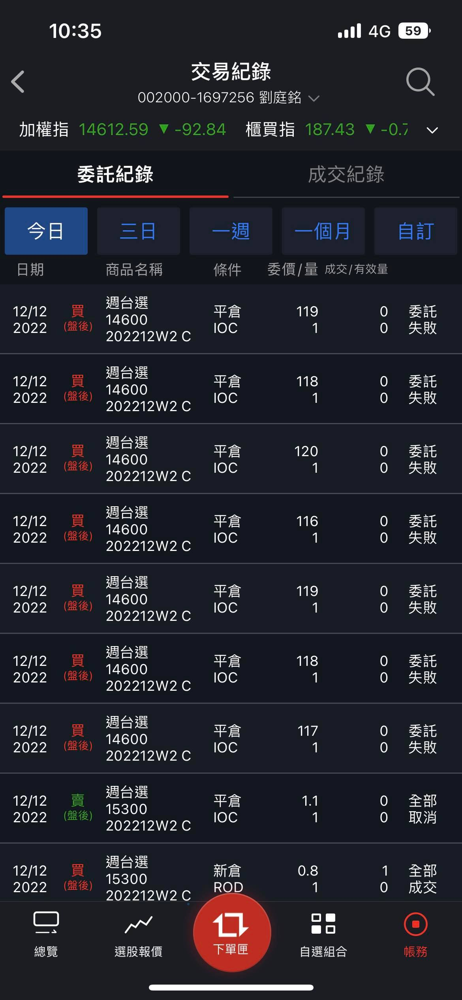 10:35 4G 59
交易紀錄
002000-1697256 劉庭銘
加權指 14612.59 ▼ -92.84 櫃買指 187.43 ▼ -0.7
委託紀錄 成交紀錄
今日 三日 一週 一個月 自訂
日期 商品名稱 條件 委價/量 成交/有效量
週台選
12/12 買 14600 平倉 119 0 委託
2022 (盤後) 202212W2 C IOC 1 0 失敗
週台選
12/12 買 14600 平倉 118 0 委託
2022 (盤後) 202212W2 C IOC 1 0 失敗
週台選
12/12 買 14600 平倉 120 0 委託
2022 (盤後) 202212W2 C IOC 1 0 失敗
週台選
12/12 買 14600 平倉 116 0 委託
2022 (盤後) 202212W2 C IOC 1 0 失敗
週台選
12/12 買 14600 平倉 119 0 委託
2022 (盤後) 202212W2 C IOC 1 0 失敗
週台選
12/12 買 14600 平倉 118 0 委託
2022 (盤後) 202212W2 C IOC 1 0 失敗
週台選
12/12 買 14600 平倉 117 0 委託
2022 (盤後) 202212W2 C IOC 1 0 失敗
週台選
12/12 賣 15300 平倉 1.1 0 全部
2022 (盤後) 202212W2 C IOC 1 0 取消
週台選
12/12 買 15300 新倉 0.8 1 全部
2022 (盤後) 202212W2 C ROD 1 0 成交
總覽 選股報價 下單匣 自選組合 帳務